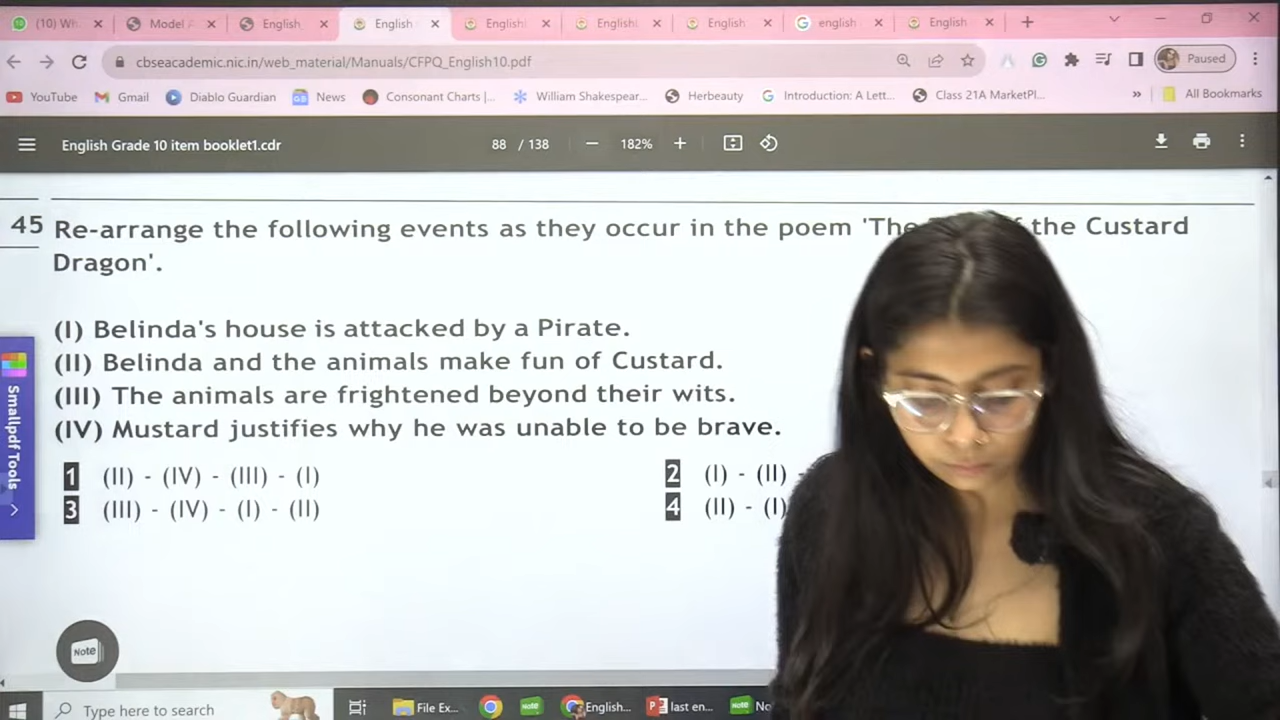 (10) Wh
Model A
English_
English
English
English
English
english
English
cbseacademic.nic.in/web_material/Manuals/CFPQ_English10.pdf
Paused
YouTube
Gmail
Diablo Guardian
News
Consonant Charts |...
William Shakespear...
Herbeauty
Introduction: A Lett...
Class 21A MarketPl...
»
All Bookmarks
English Grade 10 item booklet1.cdr
88 / 138
182%
45 Re-arrange the following events as they occur in the poem 'The the Custard
Dragon'.
(I) Belinda's house is attacked by a Pirate.
(II) Belinda and the animals make fun of Custard.
(III) The animals are frightened beyond their wits.
(IV) Mustard justifies why he was unable to be brave.
1 (II) - (IV) - (III) - (I)
2 (I) - (II) -
3 (III) - (IV) - (I) - (II)
4 (II) - (I)
Smallpdf Tools
Note
Type here to search
File Ex...
Note
English...
last en...
Note
No